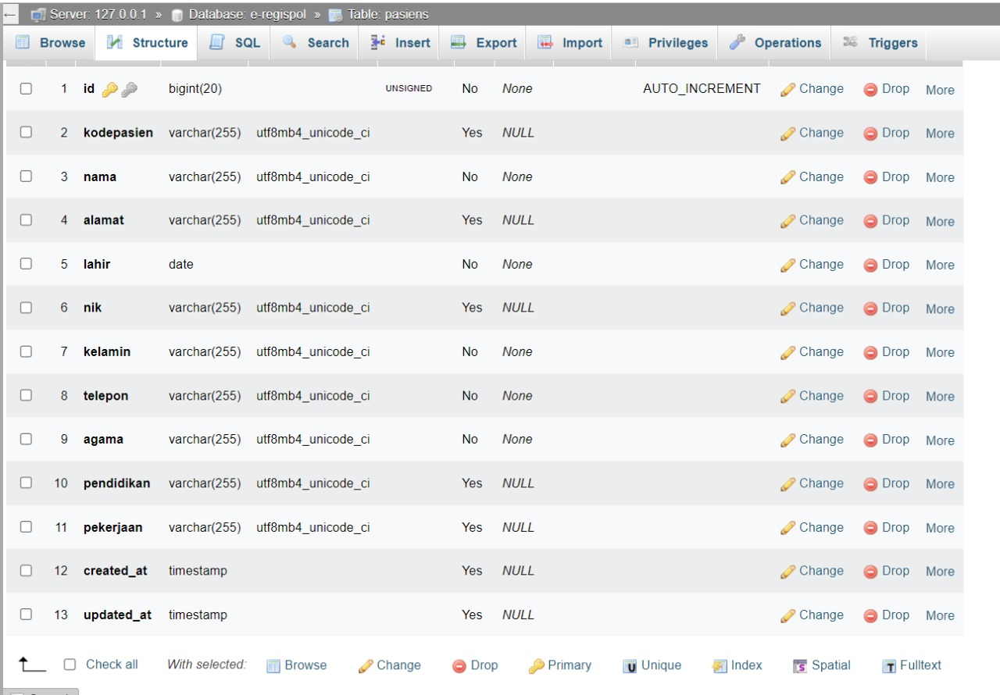 Server: 127.0.0.1 » Database: e-regispol » Table: pasiens
Browse Structure SQL Search Insert Export Import Privileges Operations Triggers
1 id bigint(20) UNSIGNED No None AUTO_INCREMENT Change Drop More
2 kodepasien varchar(255) utf8mb4_unicode_ci Yes NULL Change Drop More
3 nama varchar(255) utf8mb4_unicode_ci No None Change Drop More
4 alamat varchar(255) utf8mb4_unicode_ci Yes NULL Change Drop More
5 lahir date No None Change Drop More
6 nik varchar(255) utf8mb4_unicode_ci Yes NULL Change Drop More
7 kelamin varchar(255) utf8mb4_unicode_ci No None Change Drop More
8 telepon varchar(255) utf8mb4_unicode_ci No None Change Drop More
9 agama varchar(255) utf8mb4_unicode_ci No None Change Drop More
10 pendidikan varchar(255) utf8mb4_unicode_ci Yes NULL Change Drop More
11 pekerjaan varchar(255) utf8mb4_unicode_ci Yes NULL Change Drop More
12 created_at timestamp Yes NULL Change Drop More
13 updated_at timestamp Yes NULL Change Drop More
Check all With selected: Browse Change Drop Primary Unique Index Spatial Fulltext